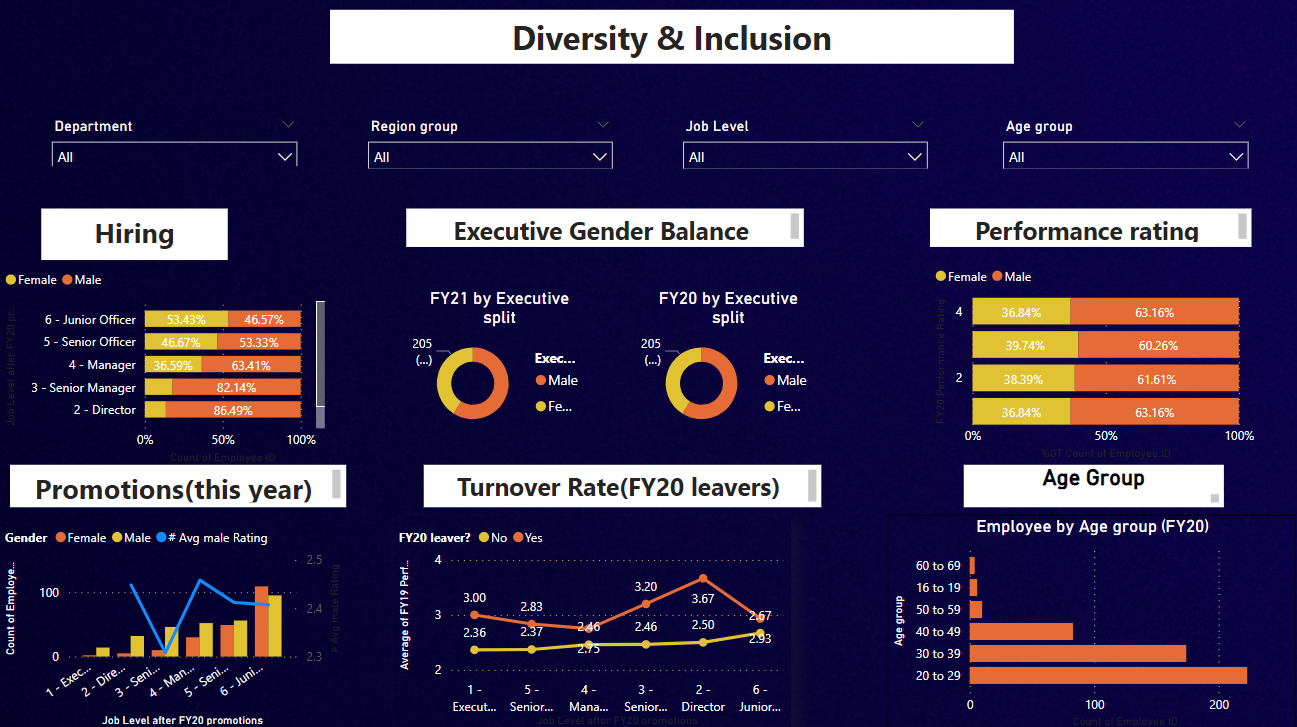 Diversity & Inclusion
Department
Region group
Job Level
Age group
All
All
All
All
Hiring
Female Male
Job Level after FY20 pr...
6 - Junior Officer 53.43% 46.57%
5 - Senior Officer 46.67% 53.33%
4 - Manager 36.59% 63.41%
3 - Senior Manager 82.14%
2 - Director 86.49%
0% 50% 100%
Count of Employee ID
Executive Gender Balance
FY21 by Executive
split
205
(...)
Exec...
Male
Fe...
FY20 by Executive
split
205
(...)
Exec...
Male
Fe...
Performance rating
Female Male
FY20 Performance Rating
4 36.84% 63.16%
39.74% 60.26%
2 38.39% 61.61%
36.84% 63.16%
0% 50% 100%
%GT Count of Employee ID
Promotions(this year)
Gender Female Male # Avg male Rating
Count of Employe...
100
0
2.5
2.4
2.3
# Avg male Rating
1 - Exec...
2 - Dire...
3 - Seni...
4 - Man...
5 - Seni...
6 - Juni...
Job Level after FY20 promotions
Turnover Rate(FY20 leavers)
FY20 leaver? No Yes
Average of FY19 Perf...
4
3
2
3.00
2.83
2.46
3.20
3.67
2.67
2.36
2.37
2.75
2.46
2.50
2.93
1 -
Execut...
5 -
Senior...
4 -
Mana...
3 -
Senior...
2 -
Director
6 -
Junior...
Job Level after FY20 promotions
Age Group
Employee by Age group (FY20)
Age group
60 to 69
16 to 19
50 to 59
40 to 49
30 to 39
20 to 29
0 100 200
Count of Employee ID